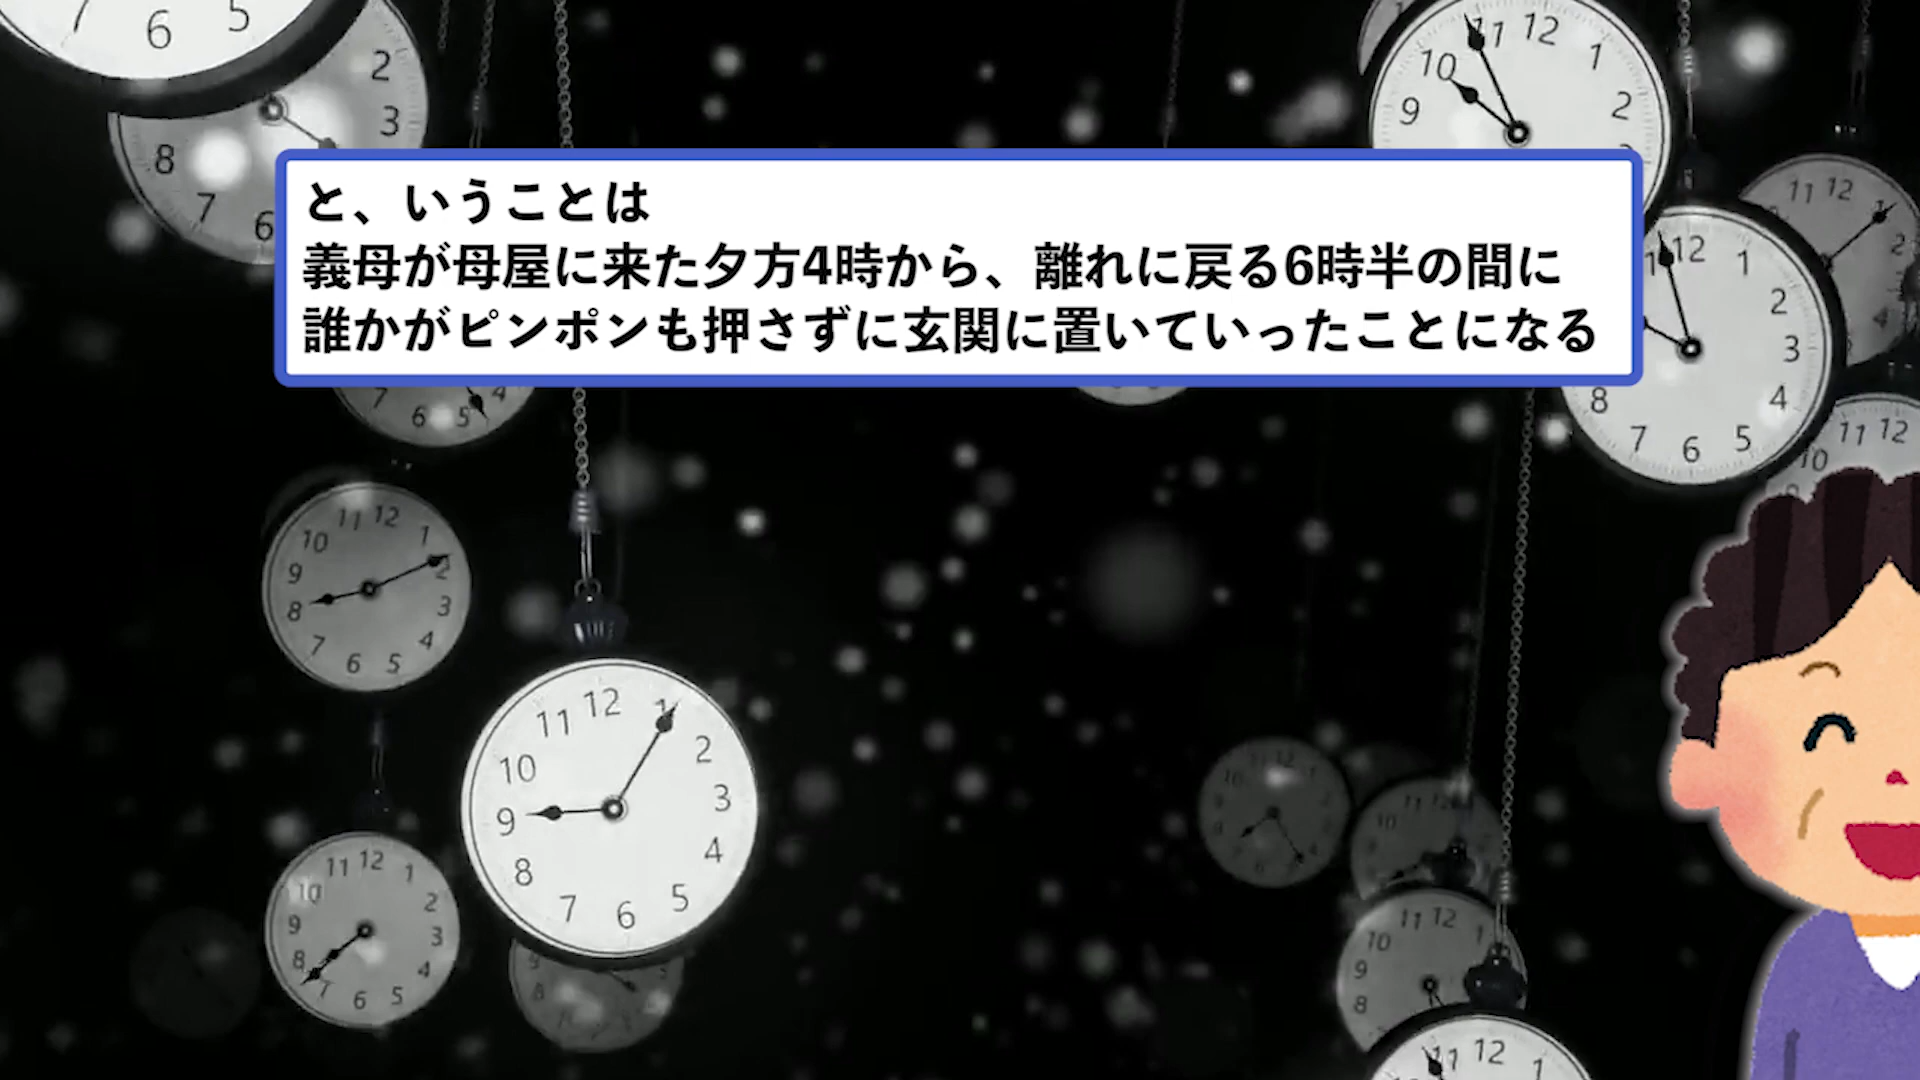 と、いうことは
義母が母屋に来た夕方4時から、離れに戻る6時半の間に
誰かがピンポンも押さずに玄関に置いていったことになる